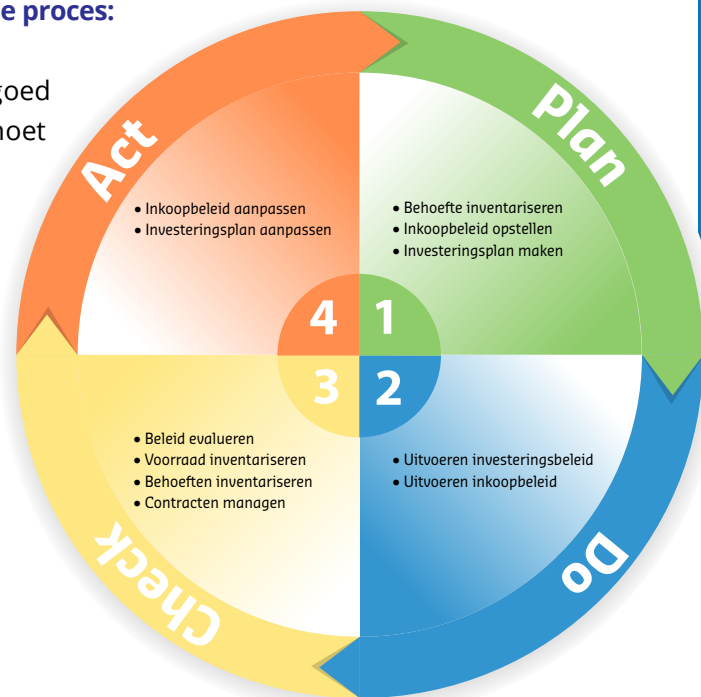 e proces:
goed
noet
Act
• Inkoopbeleid aanpassen
• Investeringsplan aanpassen
4
Plan
• Behoefte inventariseren
• Inkoopbeleid opstellen
• Investeringsplan maken
1
2
Do
• Uitvoeren investeringsbeleid
• Uitvoeren inkoopbeleid
3
Check
• Beleid evalueren
• Voorraad inventariseren
• Behoeften inventariseren
• Contracten managen